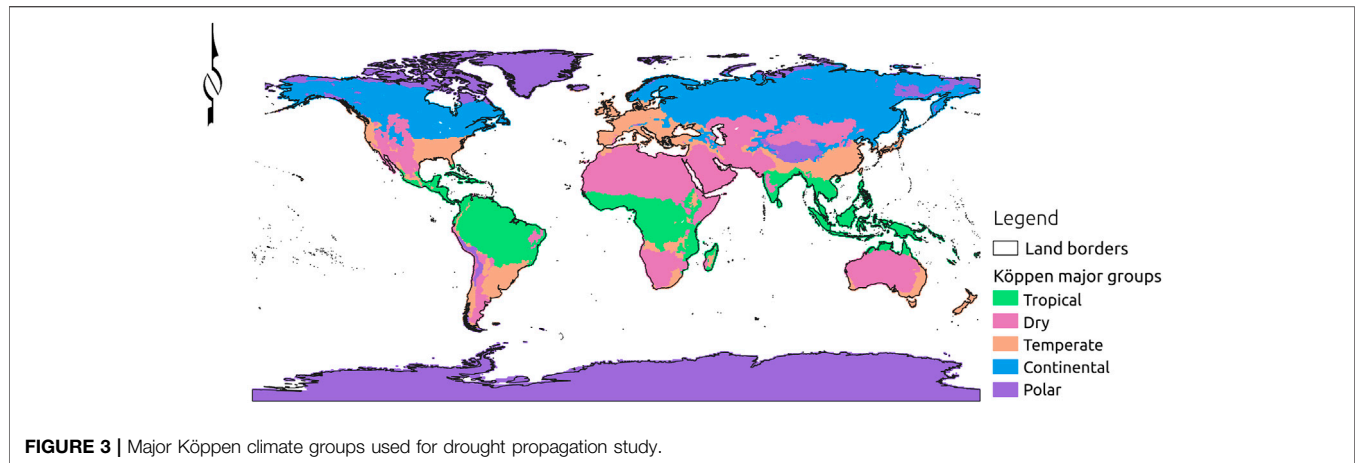 Legend
Land borders
Köppen major groups
Tropical
Dry
Temperate
Continental
Polar
FIGURE 3 | Major Köppen climate groups used for drought propagation study.